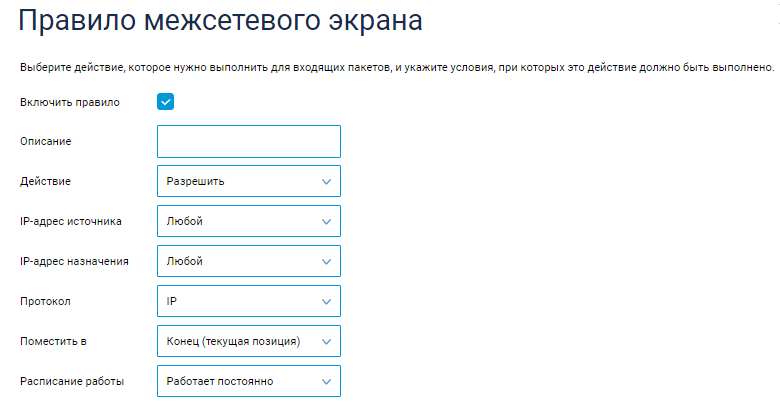 Правило межсетевого экрана
Выберите действие, которое нужно выполнить для входящих пакетов, и укажите условия, при которых это действие должно быть выполнено.
Включить правило
Описание
Действие Разрешить
IP-адрес источника Любой
IP-адрес назначения Любой
Протокол IP
Поместить в Конец (текущая позиция)
Расписание работы Работает постоянно